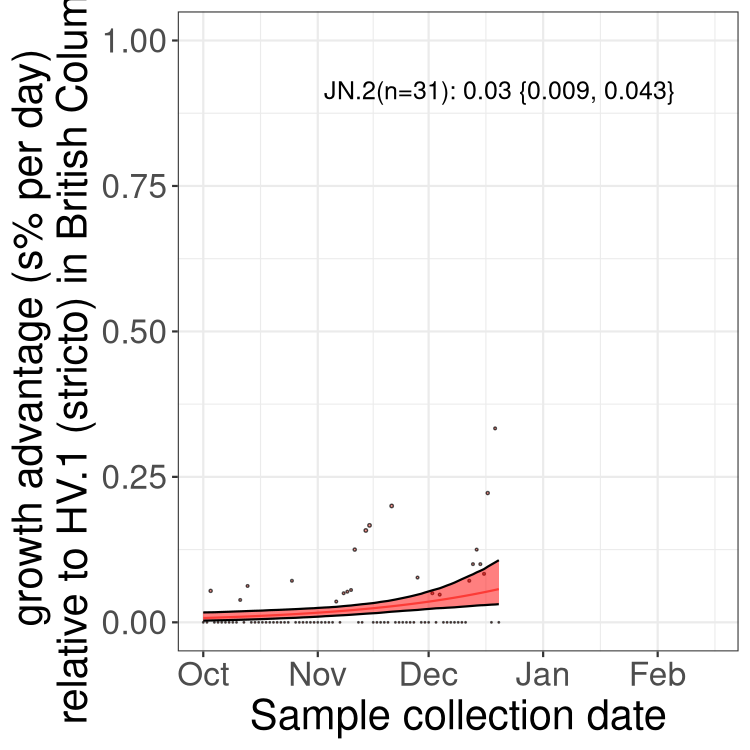 growth advantage (s% per day)
relative to HV.1 (stricto) in British Colum
1.00
0.75
0.50
0.25
0.00
JN.2(n=31): 0.03 {0.009, 0.043}
Oct Nov Dec Jan Feb
Sample collection date